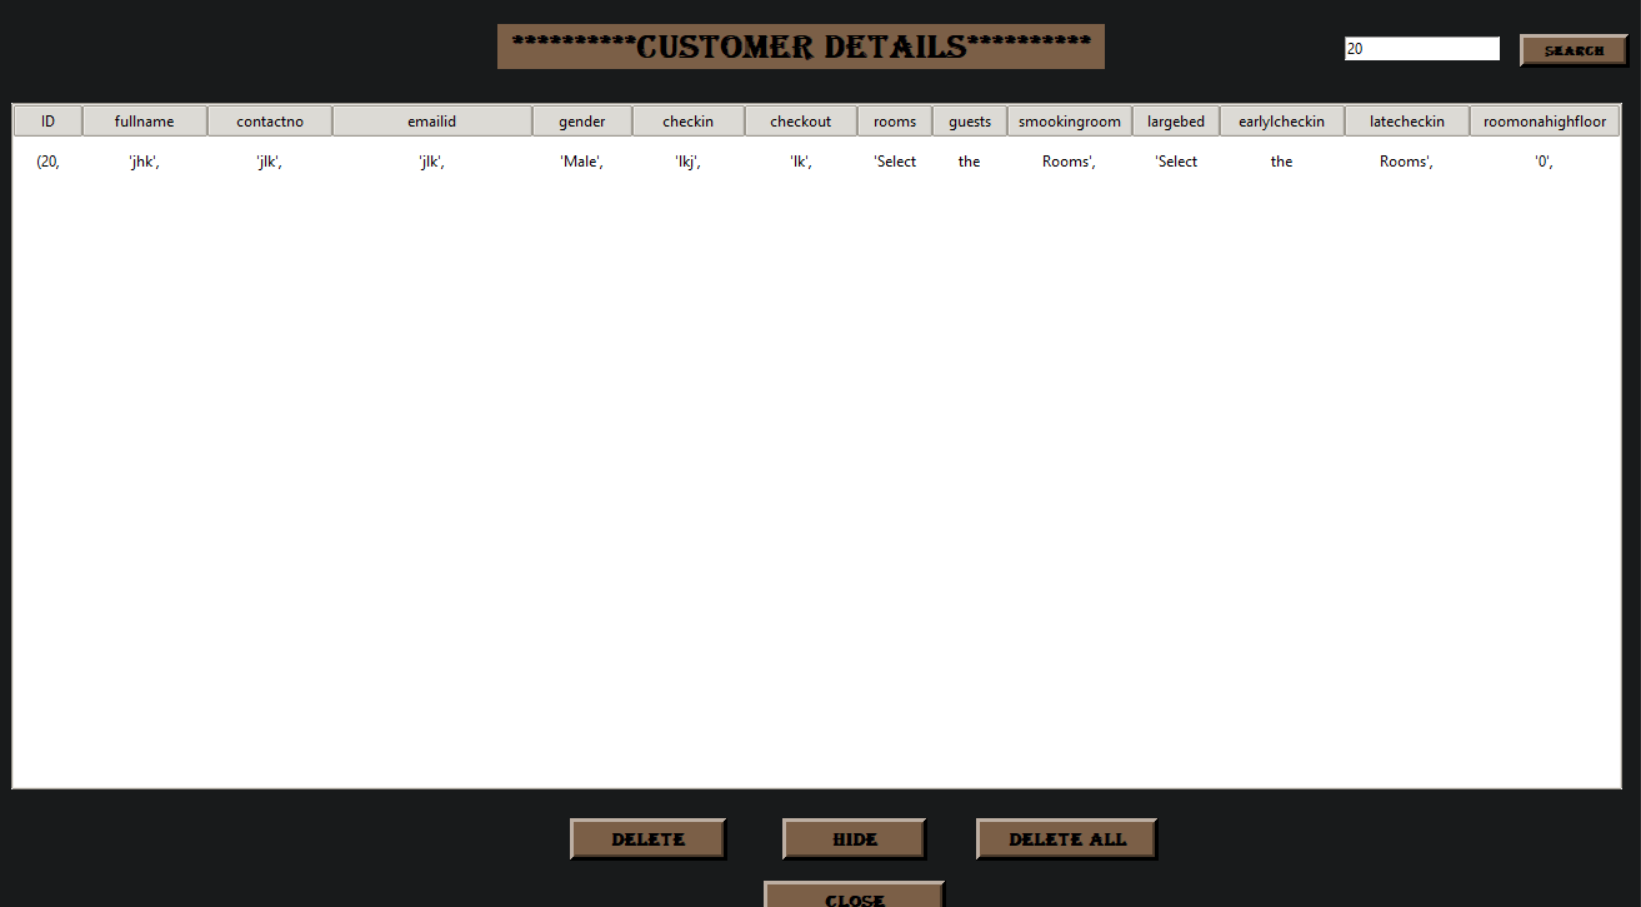 **********CUSTOMER DETAILS**********
20 SEARCH
ID fullname contactno emailid gender checkin checkout rooms guests smookingroom largebed earlylcheckin latecheckin roomonahighfloor
(20, 'jhk', 'jlk', 'jlk', 'Male', 'lkj', 'lk', 'Select the Rooms', 'Select the Rooms', '0',
DELETE HIDE DELETE ALL
CLOSE